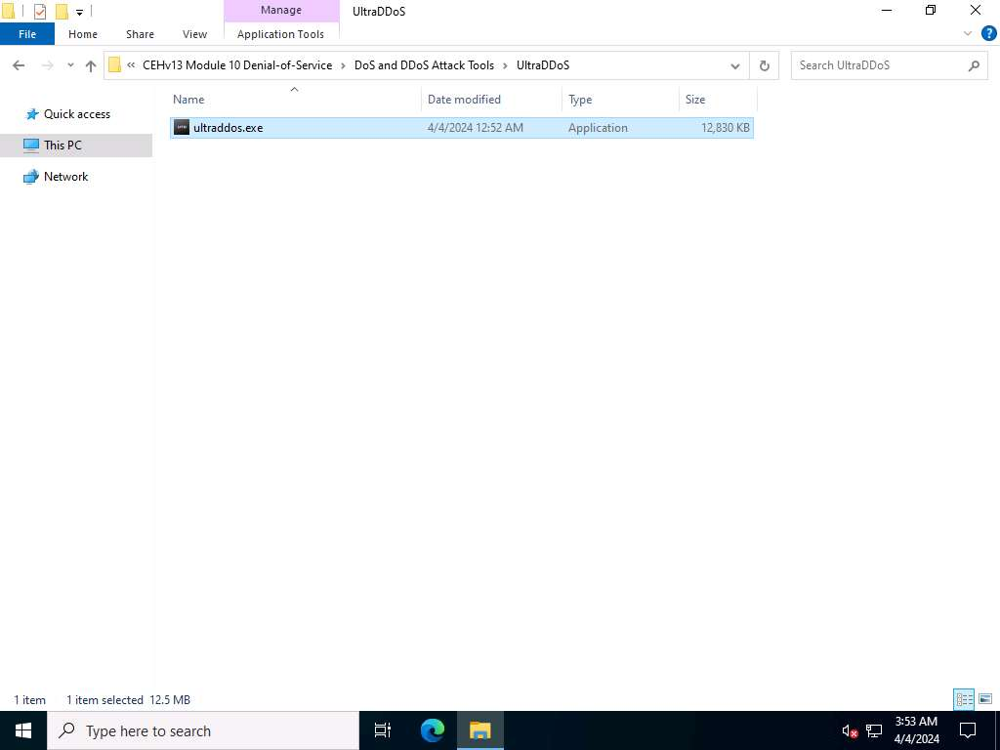 Manage UltraDDoS
File Home Share View Application Tools
« CEHv13 Module 10 Denial-of-Service › DoS and DDoS Attack Tools › UltraDDoS Search UltraDDoS
Name Date modified Type Size
Quick access
ultraddos.exe 4/4/2024 12:52 AM Application 12,830 KB
This PC
Network
1 item 1 item selected 12.5 MB
Type here to search
3:53 AM
4/4/2024